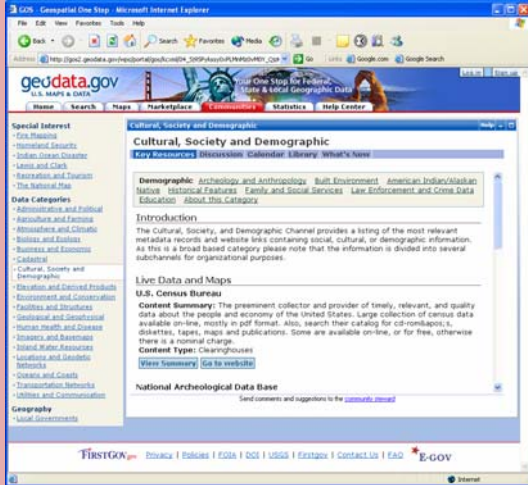 GOS - Geospatial One Stop - Microsoft Internet Explorer
File Edit View Favorites Tools Help
Back Search Favorites Media
Address Go Links Google.com Google Search
geodata.gov
U.S. MAPS & DATA
Your One Stop for Federal,
State & Local Geographic Data
Log in Sign up
Home Search Maps Marketplace Communities Statistics Help Center
Special Interest
Fire Mapping
Homeland Security
Indian Ocean Disaster
Lewis and Clark
Recreation and Tourism
The National Map
Data Categories
Administrative and Political
Agriculture and Farming
Atmosphere and Climatic
Biology and Ecology
Business and Economic
Cadastral
Cultural, Society and
Demographic
Elevation and Derived Products
Environment and Conservation
Facilities and Structures
Geological and Geophysical
Human Health and Disease
Imagery and Basemaps
Inland Water Resources
Locations and Geodetic
Networks
Oceans and Coasts
Transportation Networks
Utilities and Communication
Geography
Local Governments
Cultural, Society and Demographic Help
Cultural, Society and Demographic
Key Resources Discussion Calendar Library What's New
Demographic Archeology and Anthropology Built Environment American Indian/Alaskan
Native Historical Features Family and Social Services Law Enforcement and Crime Data
Education About this Category
Introduction
The Cultural, Society, and Demographic Channel provides a listing of the most relevant
metadata records and website links containing social, cultural, or demographic information.
As this is a broad based category please note that the information is divided into several
subchannels for organizational purposes.
Live Data and Maps
U.S. Census Bureau
Content Summary: The preeminent collector and provider of timely, relevant, and quality
data about the people and economy of the United States. Large collection of census data
available on-line, mostly in pdf format. Also, search their catalog for cd-rom&apos;s,
diskettes, tapes, maps and publications. Some are available on-line, or for free, otherwise
there is a nominal charge.
Content Type: Clearinghouses
View Summary Go to website
National Archeological Data Base
Send comments and suggestions to the community steward
FIRSTGOV Privacy | Policies | FOIA | DOI | USGS | Firstgov | Contact Us | FAQ E-GOV
Internet